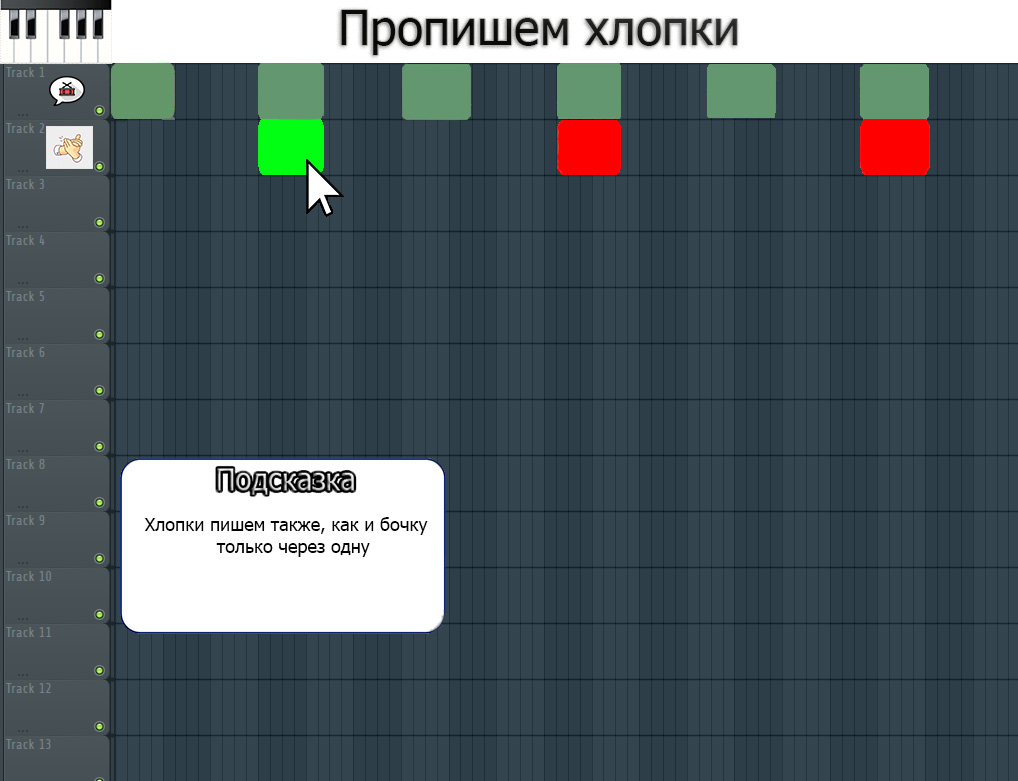 Пропишем хлопки
Track 1
Track 2
Track 3
Track 4
Track 5
Track 6
Track 7
Track 8
Подсказка
Хлопки пишем также, как и бочку
только через одну
Track 9
Track 10
Track 11
Track 12
Track 13